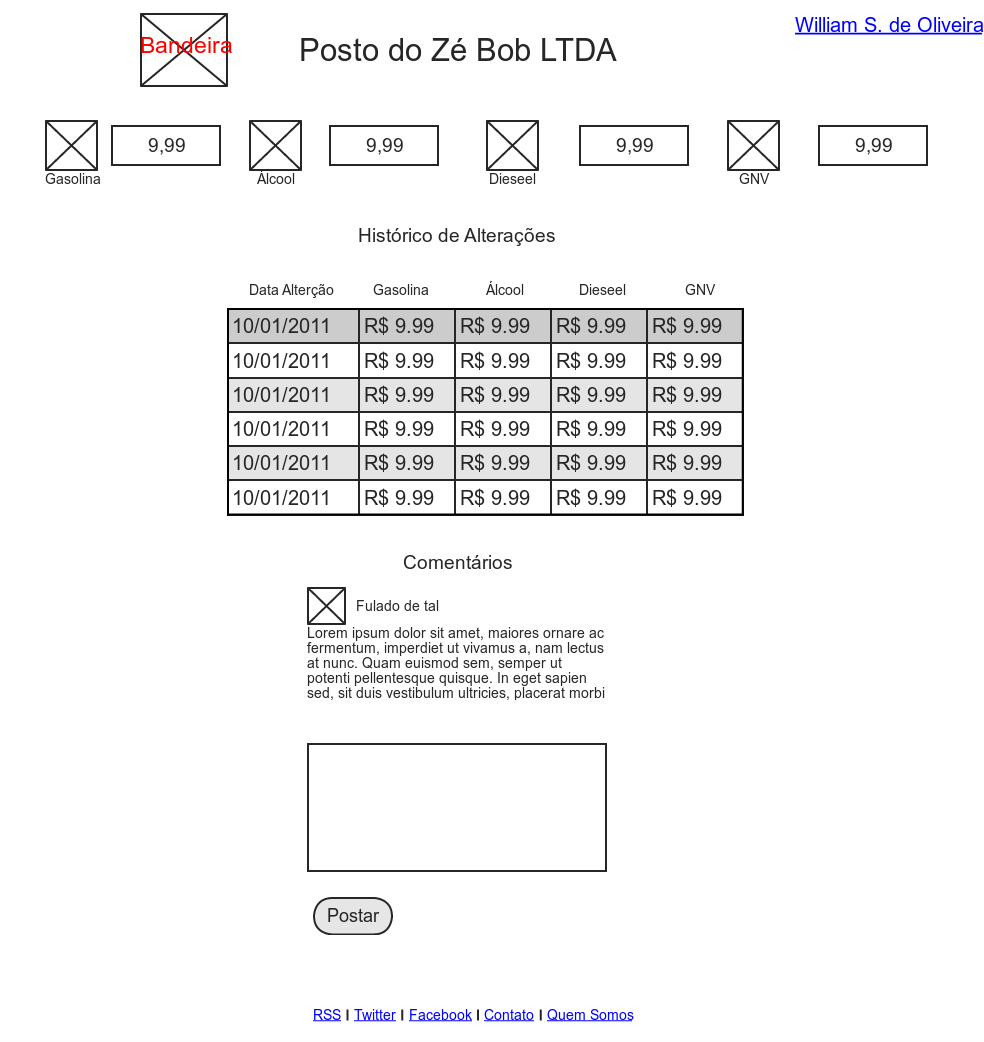 William S. de Oliveira
Bandeira
Posto do Zé Bob LTDA
9,99 9,99 9,99 9,99
Gasolina Álcool Dieseel GNV
Histórico de Alterações
Data Alterção Gasolina Álcool Dieseel GNV
10/01/2011 R$ 9.99 R$ 9.99 R$ 9.99 R$ 9.99
10/01/2011 R$ 9.99 R$ 9.99 R$ 9.99 R$ 9.99
10/01/2011 R$ 9.99 R$ 9.99 R$ 9.99 R$ 9.99
10/01/2011 R$ 9.99 R$ 9.99 R$ 9.99 R$ 9.99
10/01/2011 R$ 9.99 R$ 9.99 R$ 9.99 R$ 9.99
10/01/2011 R$ 9.99 R$ 9.99 R$ 9.99 R$ 9.99
Comentários
Fulado de tal
Lorem ipsum dolor sit amet, maiores ornare ac
fermentum, imperdiet ut vivamus a, nam lectus
at nunc. Quam euismod sem, semper ut
potenti pellentesque quisque. In eget sapien
sed, sit duis vestibulum ultricies, placerat morbi
Postar
RSS | Twitter | Facebook | Contato | Quem Somos